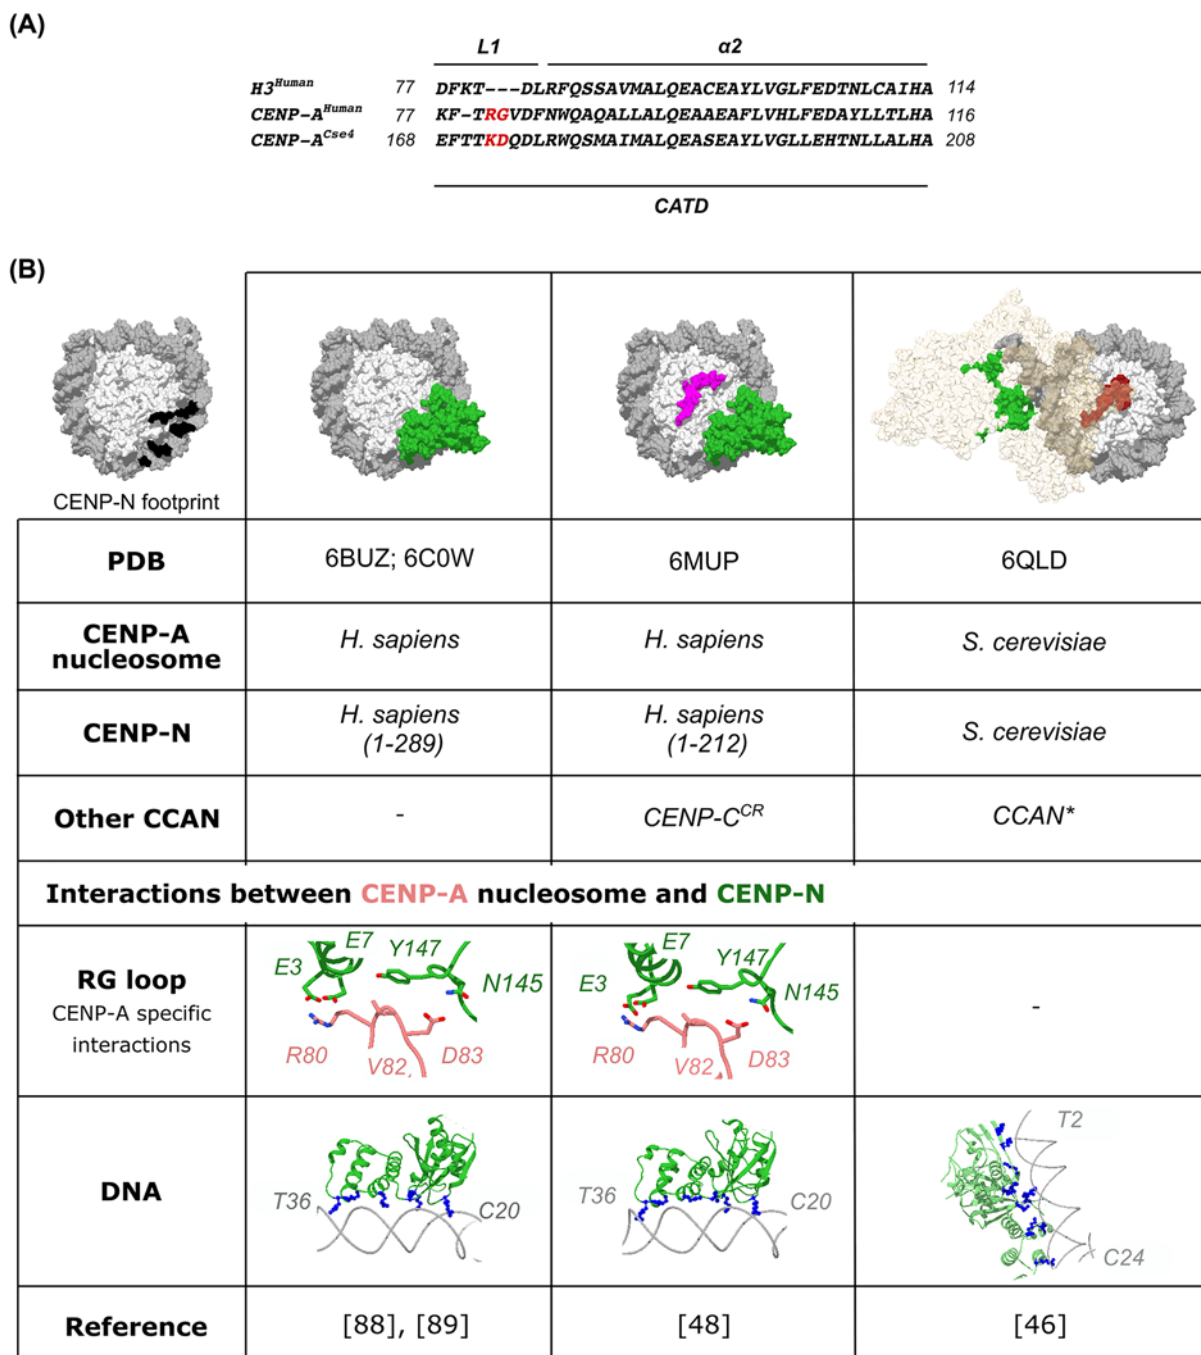 (A)
L1 α2
H3Human 77 DFKT---DLRFQSSAVMALQEACEAYLVGLFEDTNLCAIHA 114
CENP-AHuman 77 KF-TRGVDFNWQAQALLALQEAAEAFLVHLFEDAYLLTLHA 116
CENP-ACse4 168 EFTTKDQDLRWQSMAIMALQEASEAYLVGLLEHTNLLALHA 208
CATD
(B)
CENP-N footprint
PDB 6BUZ; 6C0W 6MUP 6QLD
CENP-A
nucleosome
H. sapiens H. sapiens S. cerevisiae
CENP-N
H. sapiens
(1-289)
H. sapiens
(1-212)
S. cerevisiae
Other CCAN - CENP-CCR CCAN*
Interactions between CENP-A nucleosome and CENP-N
RG loop
CENP-A specific
interactions
E7
Y147
E3
N145
R80
V82
D83
E7
Y147
E3
N145
R80
V82
D83
-
DNA
T36
C20
T36
C20
T2
C24
Reference [88], [89] [48] [46]